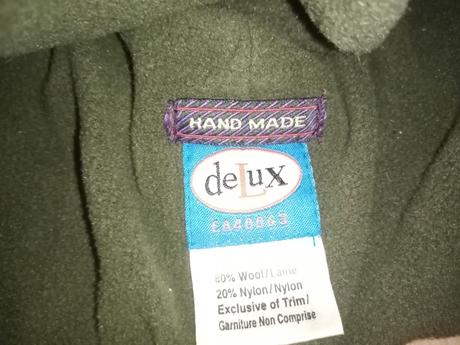 HAND MADE
deLux
80% Wool/Laine
20% Nylon/Nylon
Exclusive of Trim/
Garniture Non Comprise